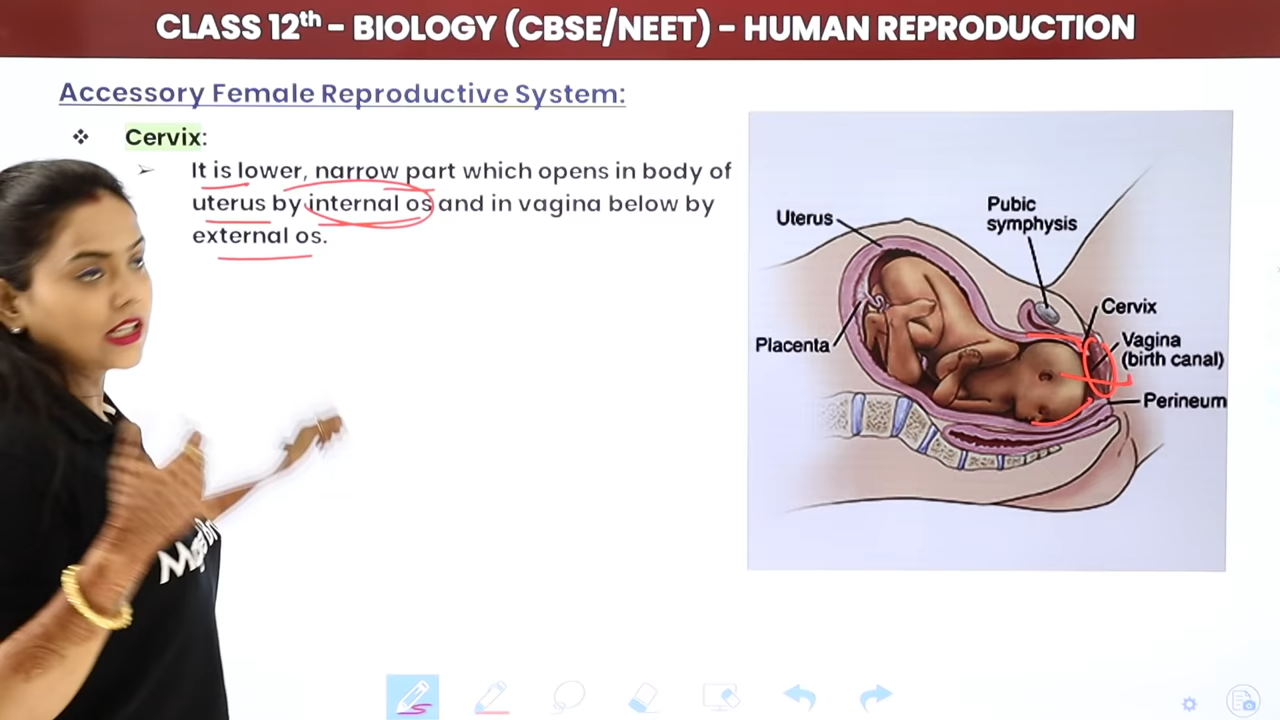 CLASS 12th – BIOLOGY (CBSE/NEET) – HUMAN REPRODUCTION
Accessory Female Reproductive System:
❖ Cervix:
➢ It is lower, narrow part which opens in body of
uterus by internal os and in vagina below by
external os.
Uterus
Pubic
symphysis
Cervix
Vagina
(birth canal)
Placenta
Perineum